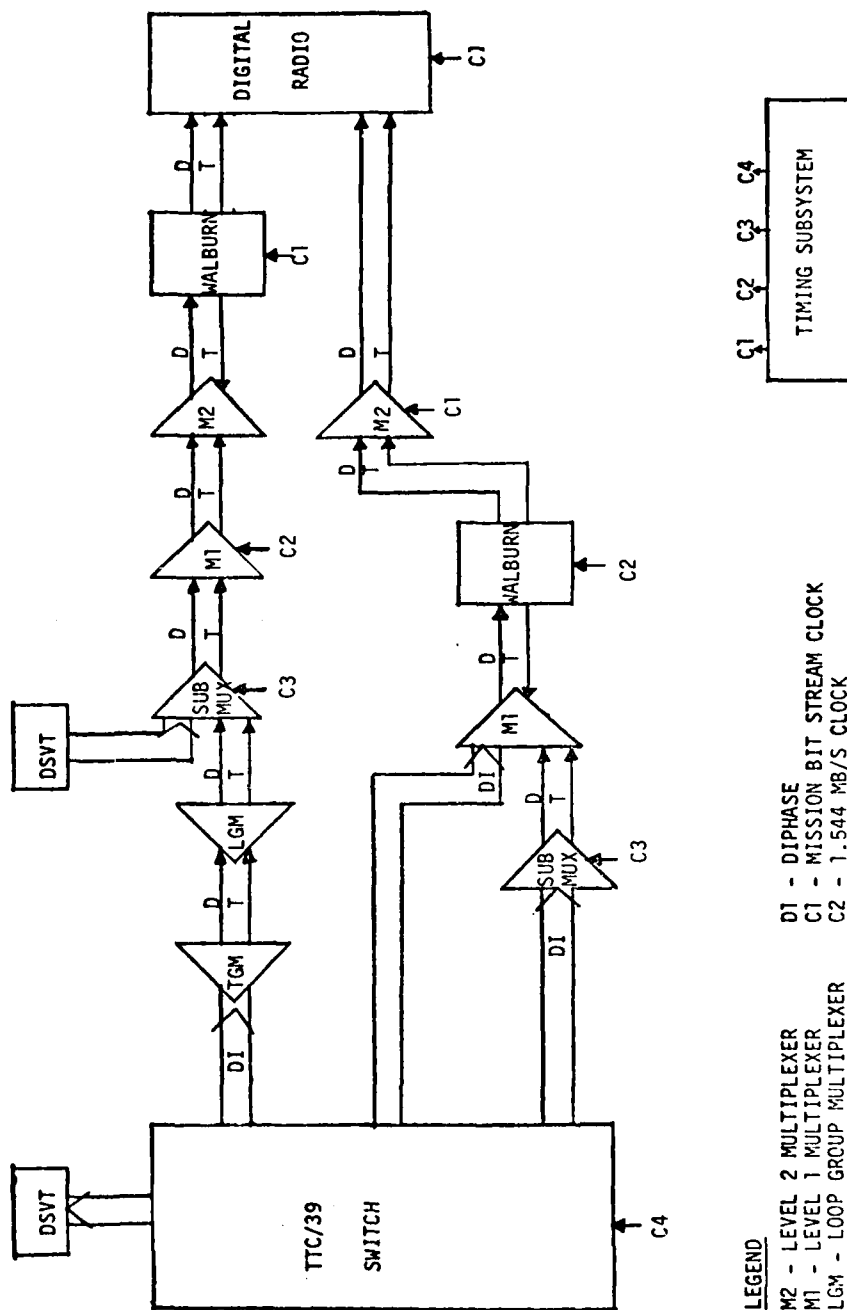 DSVT
TTC/39
SWITCH
C4
DI
TGM
D
T
LGM
D
T
DSVT
SUB
MUX
C3
D
T
M1
C2
D
T
M2
D
T
WALBURN
C1
D
T
DIGITAL
RADIO
C1
DI
DI
SUB
MUX
C3
D
T
M1
D
T
WALBURN
C2
D
T
M2
C1
D
T
C1 C2 C3 C4
TIMING SUBSYSTEM
LEGEND
M2 - LEVEL 2 MULTIPLEXER
M1 - LEVEL 1 MULTIPLEXER
LGM - LOOP GROUP MULTIPLEXER
DI - DIPHASE
C1 - MISSION BIT STREAM CLOCK
C2 - 1.544 MB/S CLOCK